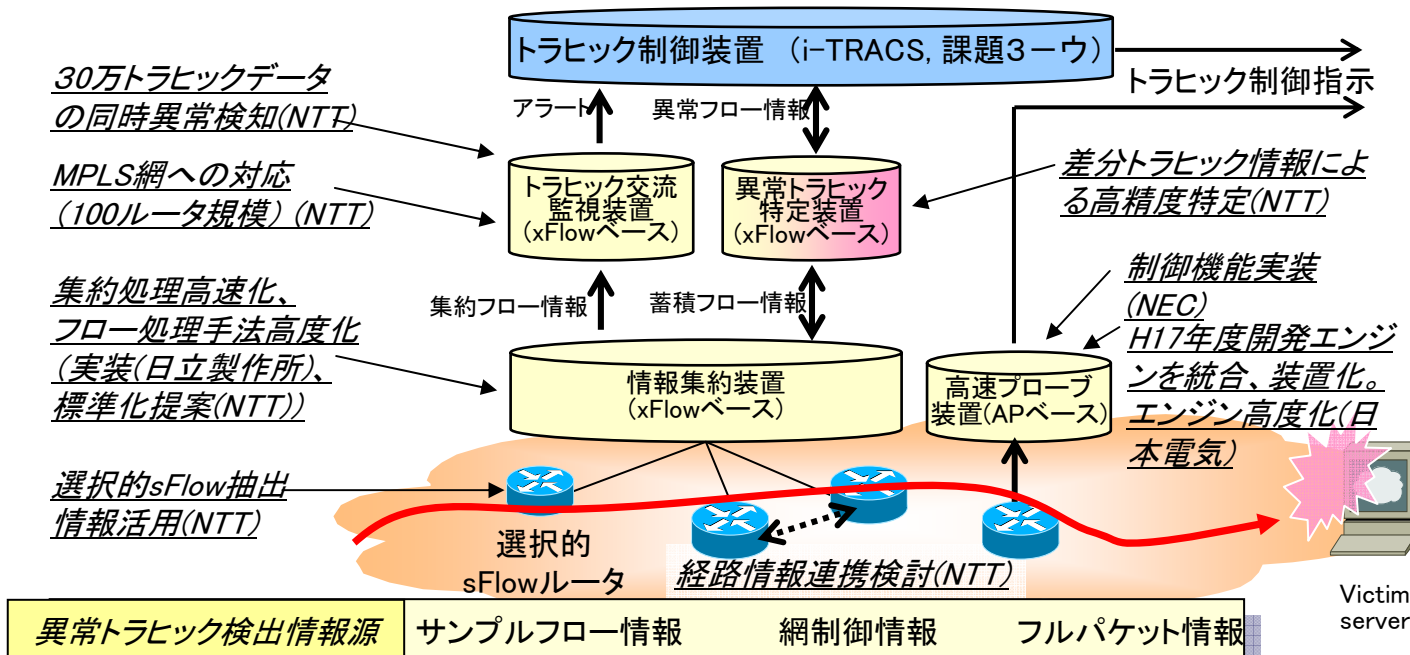 トラヒック制御装置 (i-TRACS, 課題3-ウ)
トラヒック制御指示
30万トラヒックデータ
の同時異常検知(NTT)
アラート
異常フロー情報
MPLS網への対応
(100ルータ規模) (NTT)
トラヒック交流
監視装置
(xFlowベース)
異常トラヒック
特定装置
(xFlowベース)
差分トラヒック情報によ
る高精度特定(NTT)
集約フロー情報
蓄積フロー情報
集約処理高速化、
フロー処理手法高度化
(実装(日立製作所)、
標準化提案(NTT))
情報集約装置
(xFlowベース)
高速プローブ
装置(APベース)
制御機能実装
(NEC)
H17年度開発エンジ
ンを統合、装置化。
エンジン高度化(日
本電気)
選択的sFlow抽出
情報活用(NTT)
選択的
sFlowルータ
経路情報連携検討(NTT)
Victim
server
異常トラヒック検出情報源
サンプルフロー情報
網制御情報
フルパケット情報